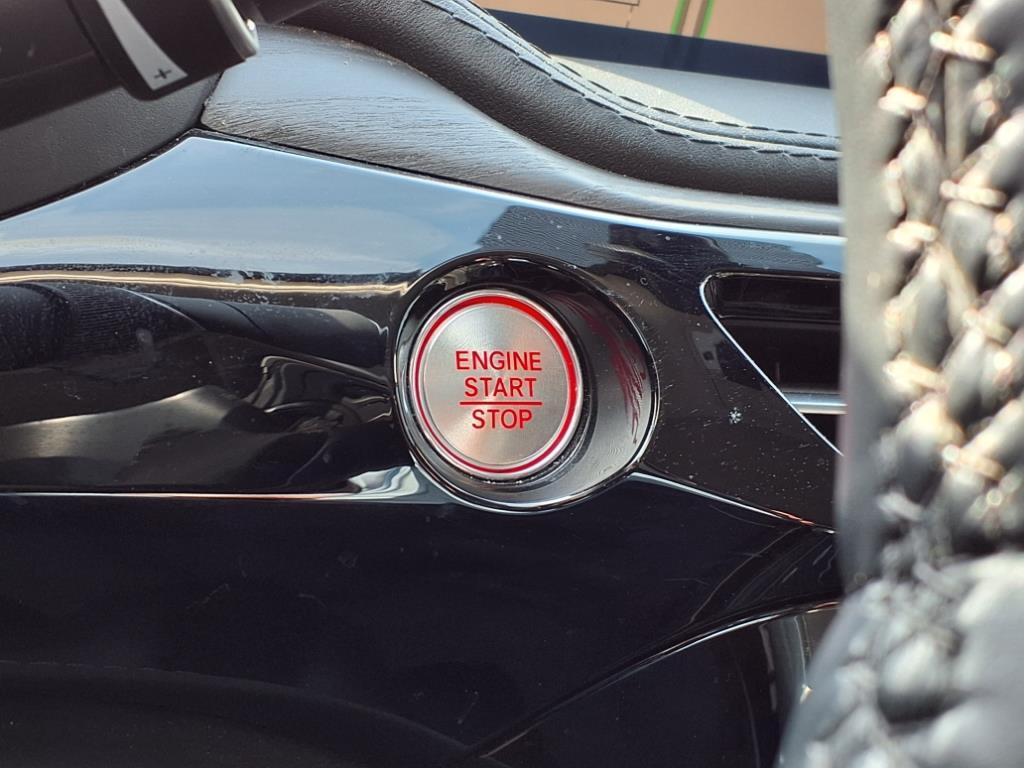 +
ENGINE
START
STOP